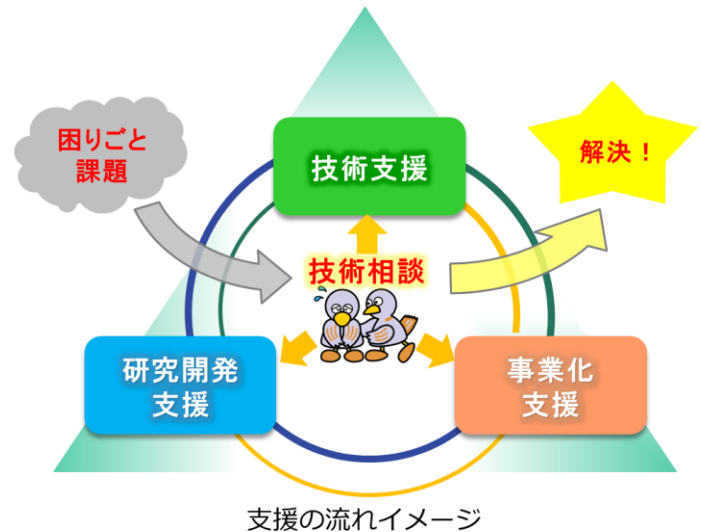 困りごと
課題
技術支援
解決！
技術相談
研究開発
支援
事業化
支援
支援の流れイメージ